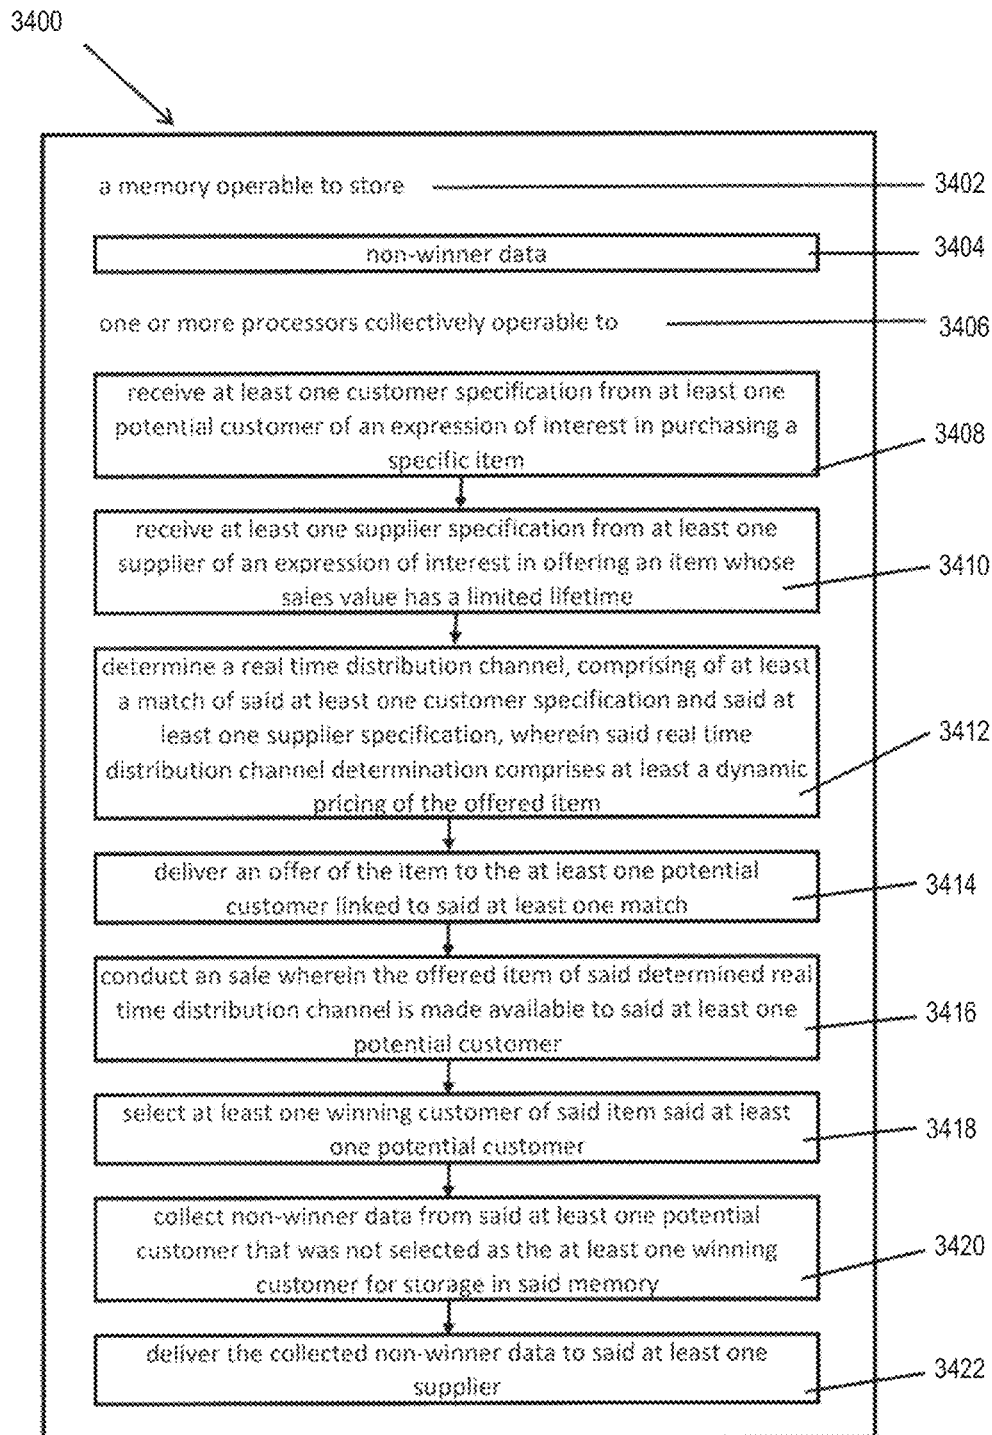 3400
a memory operable to store 3402
non-winner data 3404
one or more processors collectively operable to 3406
receive at least one customer specification from at least one
potential customer of an expression of interest in purchasing a
specific item 3408
receive at least one supplier specification from at least one
supplier of an expression of interest in offering an item whose
sales value has a limited lifetime 3410
determine a real time distribution channel, comprising of at least
a match of said at least one customer specification and said at
least one supplier specification, wherein said real time 3412
distribution channel determination comprises at least a dynamic
pricing of the offered item
deliver an offer of the item to the at least one potential 3414
customer linked to said at least one match
conduct an sale wherein the offered item of said determined real
time distribution channel is made available to said at least one 3416
potential customer
select at least one winning customer of said item said at least 3418
one potential customer
collect non-winner data from said at least one potential
customer that was not selected as the at least one winning 3420
customer for storage in said memory
deliver the collected non-winner data to said at least one
supplier 3422